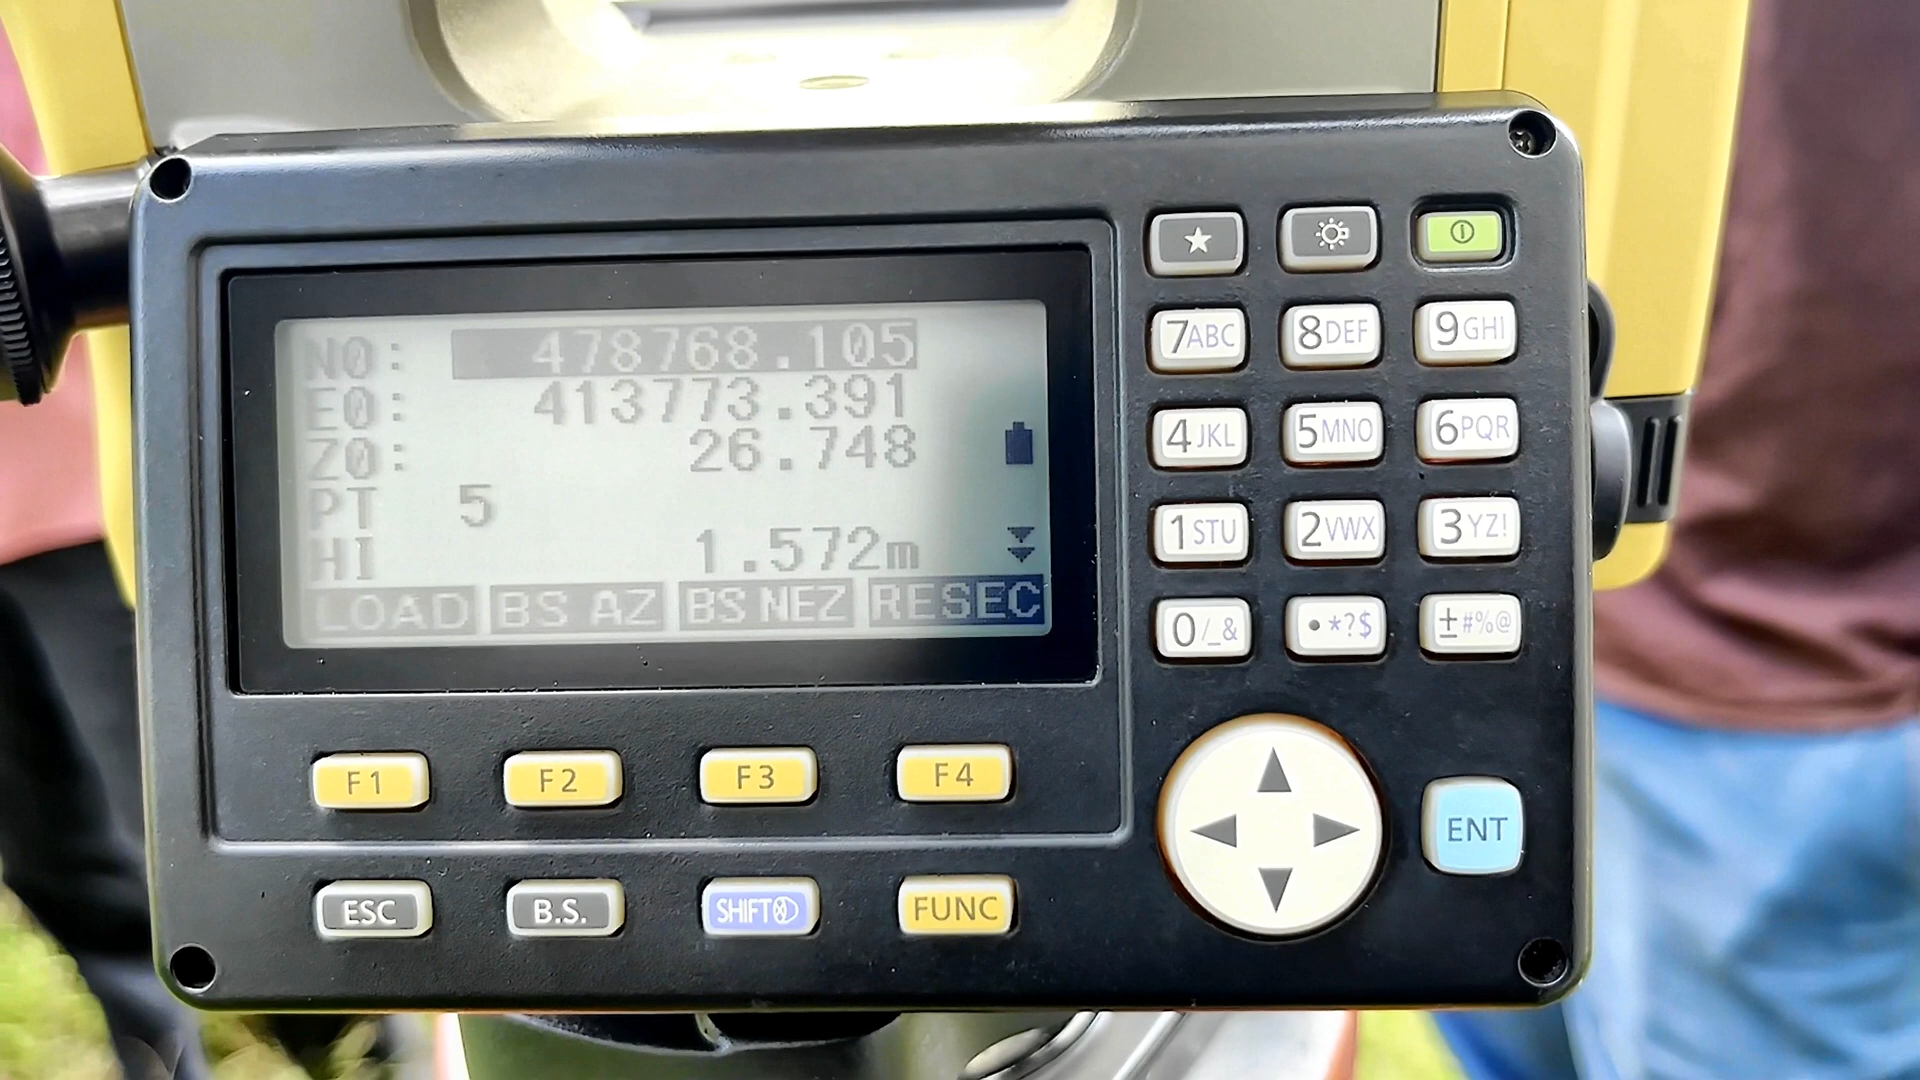 N0: 478768.105
E0: 413773.391
Z0: 26.748
PT 5
HI 1.572m
LOAD BS AZ BS NEZ RESEC
7ABC 8DEF 9GHI
4JKL 5MNO 6PQR
1STU 2VWX 3YZ!
0/_& •*?$ ±#%@
F1 F2 F3 F4
ENT
ESC B.S. SHIFT FUNC